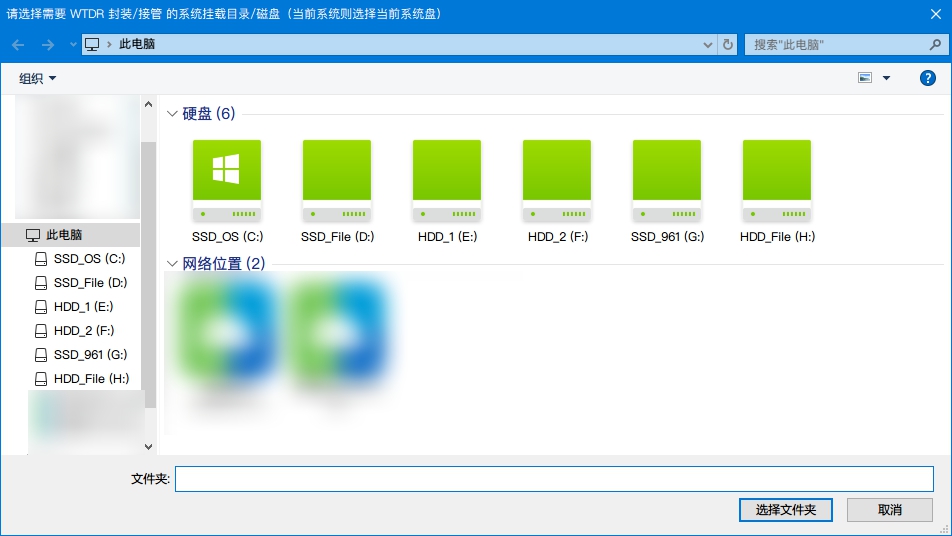 请选择需要 WTDR 封装/接管 的系统挂载目录/磁盘（当前系统则选择当前系统盘）
此电脑
搜索"此电脑"
组织
此电脑
SSD_OS (C:)
SSD_File (D:)
HDD_1 (E:)
HDD_2 (F:)
SSD_961 (G:)
HDD_File (H:)
硬盘 (6)
SSD_OS (C:)
SSD_File (D:)
HDD_1 (E:)
HDD_2 (F:)
SSD_961 (G:)
HDD_File (H:)
网络位置 (2)
文件夹:
选择文件夹
取消